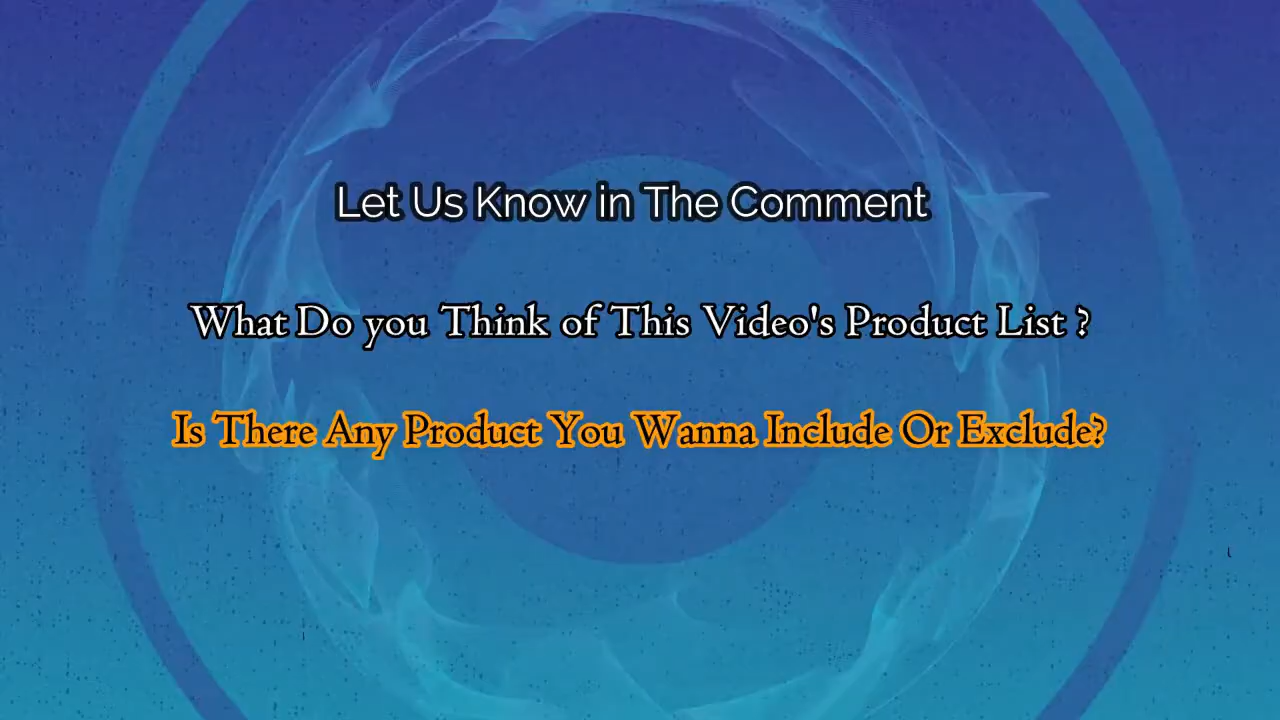 Let Us Know in The Comment
What Do you Think of This Video's Product List ?
Is There Any Product You Wanna Include Or Exclude?